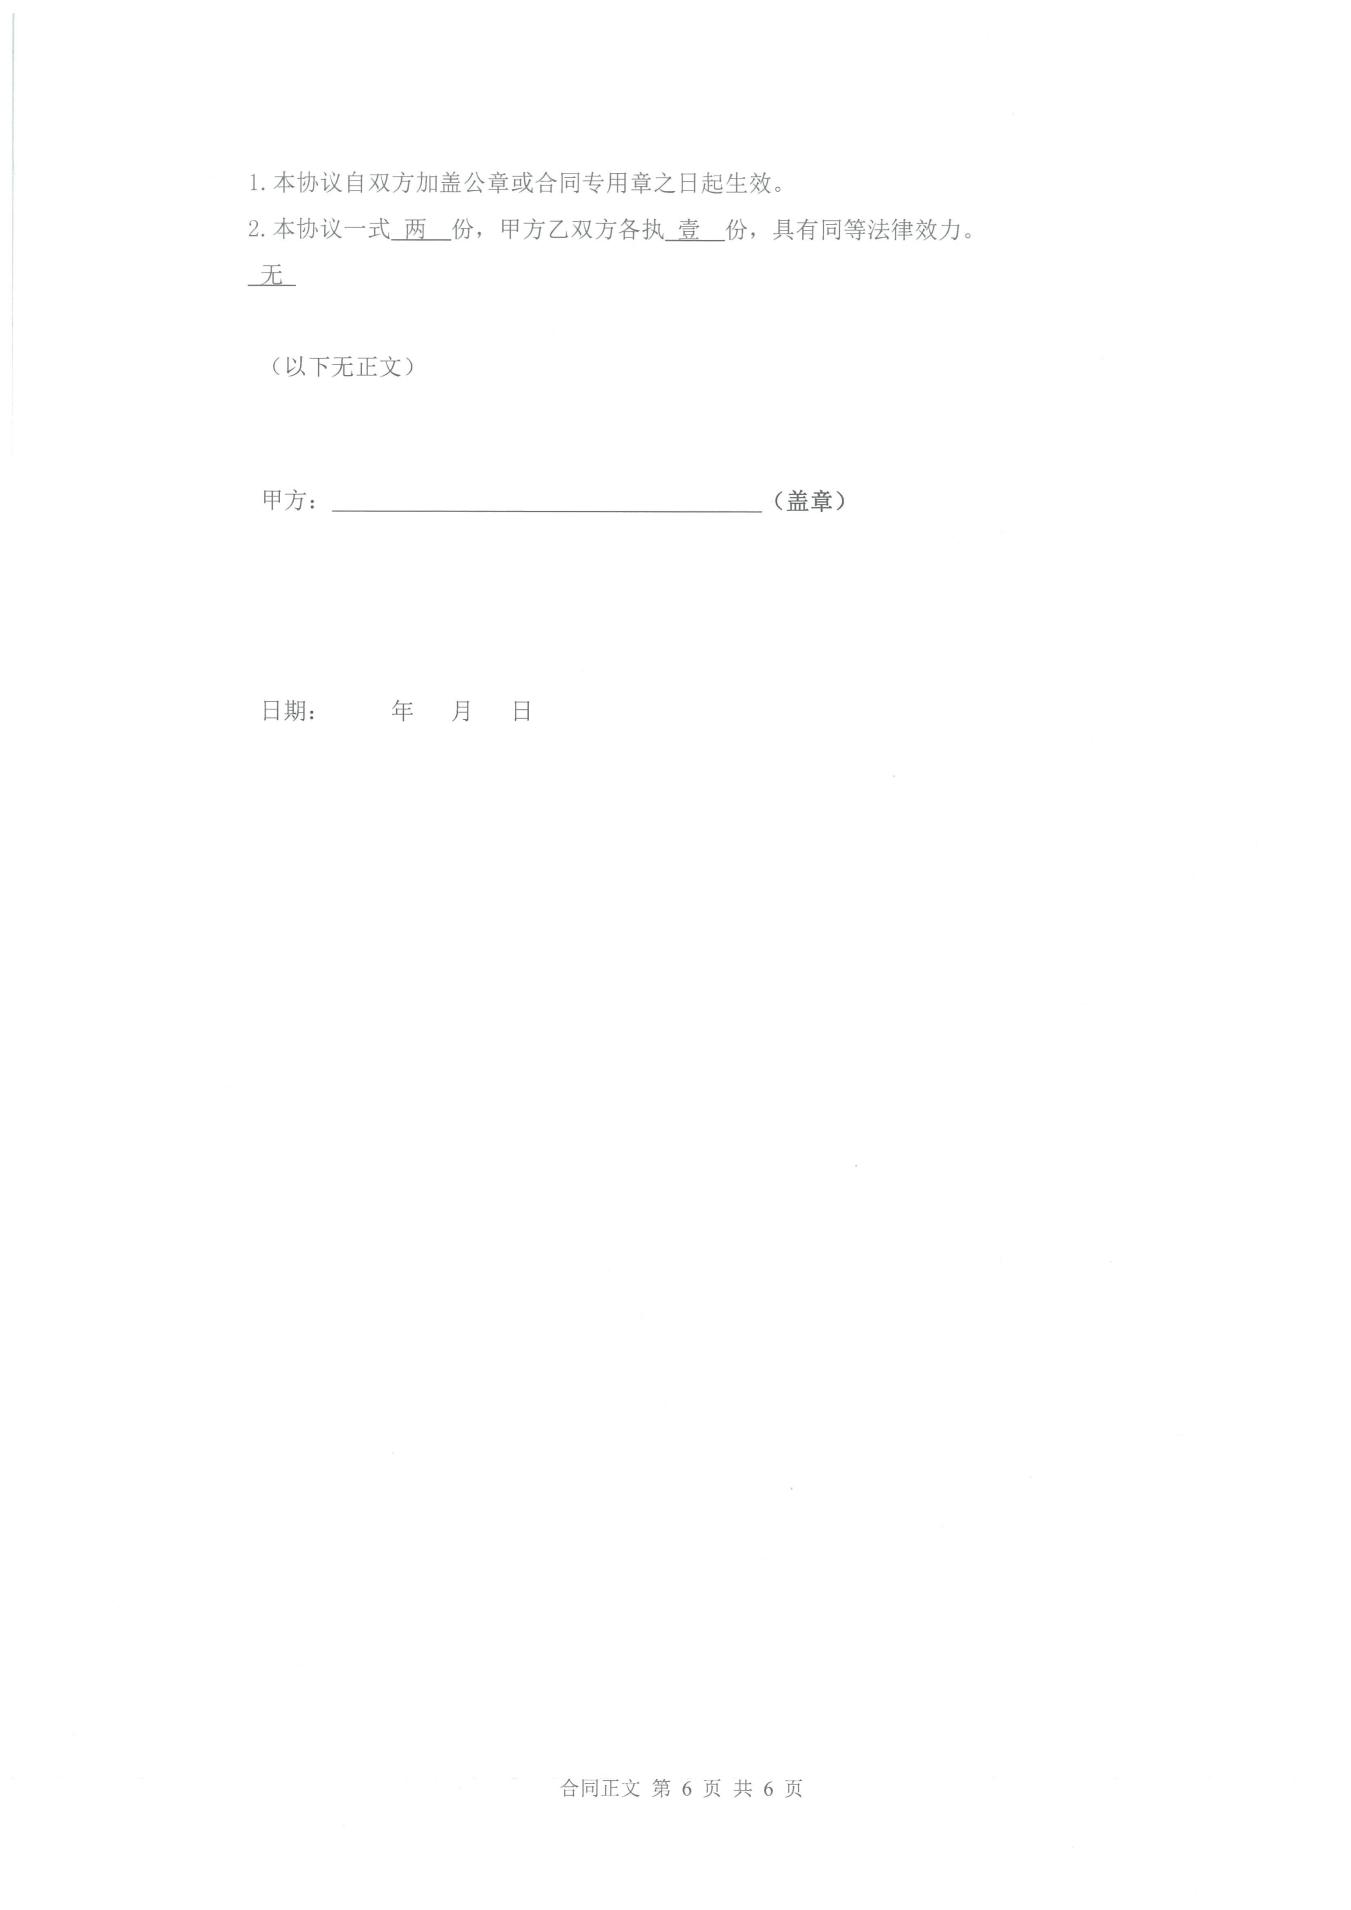 1.本协议自双方加盖公章或合同专用章之日起生效。
2.本协议一式 两 份，甲方乙双方各执 壹 份，具有同等法律效力。
无
（以下无正文）
甲方：（盖章）
日期： 年 月 日
合同正文 第 6 页 共 6 页